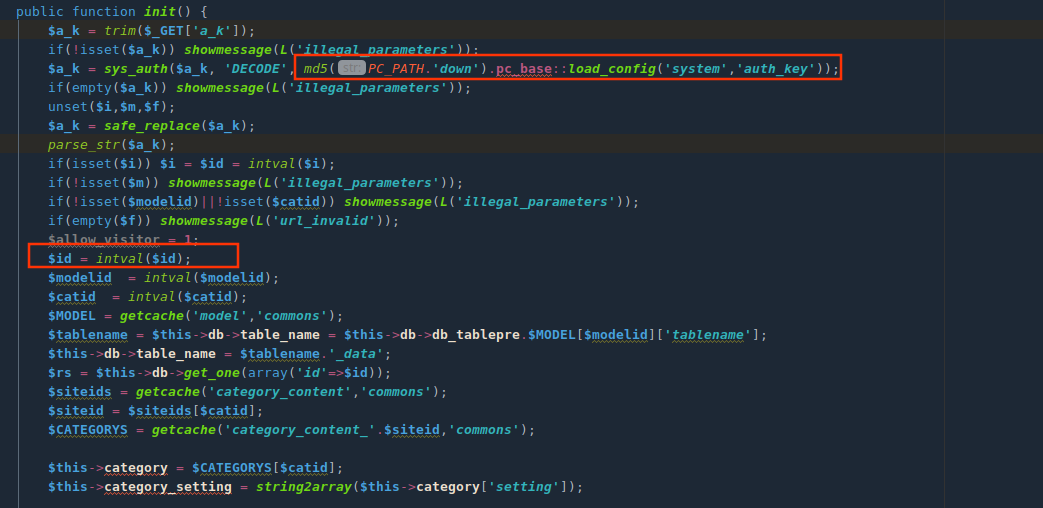 public function init() {
$a_k = trim($_GET['a_k']);
if(!isset($a_k)) showmessage(L('illegal_parameters'));
$a_k = sys_auth($a_k, 'DECODE', md5( str: PC_PATH.'down').pc_base::load_config('system','auth_key'));
if(empty($a_k)) showmessage(L('illegal_parameters'));
unset($i,$m,$f);
$a_k = safe_replace($a_k);
parse_str($a_k);
if(isset($i)) $i = $id = intval($i);
if(!isset($m)) showmessage(L('illegal_parameters'));
if(!isset($modelid)||!isset($catid)) showmessage(L('illegal_parameters'));
if(empty($f)) showmessage(L('url_invalid'));
$allow_visitor = 1;
$id = intval($id);
$modelid  = intval($modelid);
$catid  = intval($catid);
$MODEL = getcache('model','commons');
$tablename = $this->db->table_name = $this->db->db_tablepre.$MODEL[$modelid]['tablename'];
$this->db->table_name = $tablename.'_data';
$rs = $this->db->get_one(array('id'=>$id));
$siteids = getcache('category_content','commons');
$siteid = $siteids[$catid];
$CATEGORYS = getcache('category_content_'.$siteid,'commons');
$this->category = $CATEGORYS[$catid];
$this->category_setting = string2array($this->category['setting']);